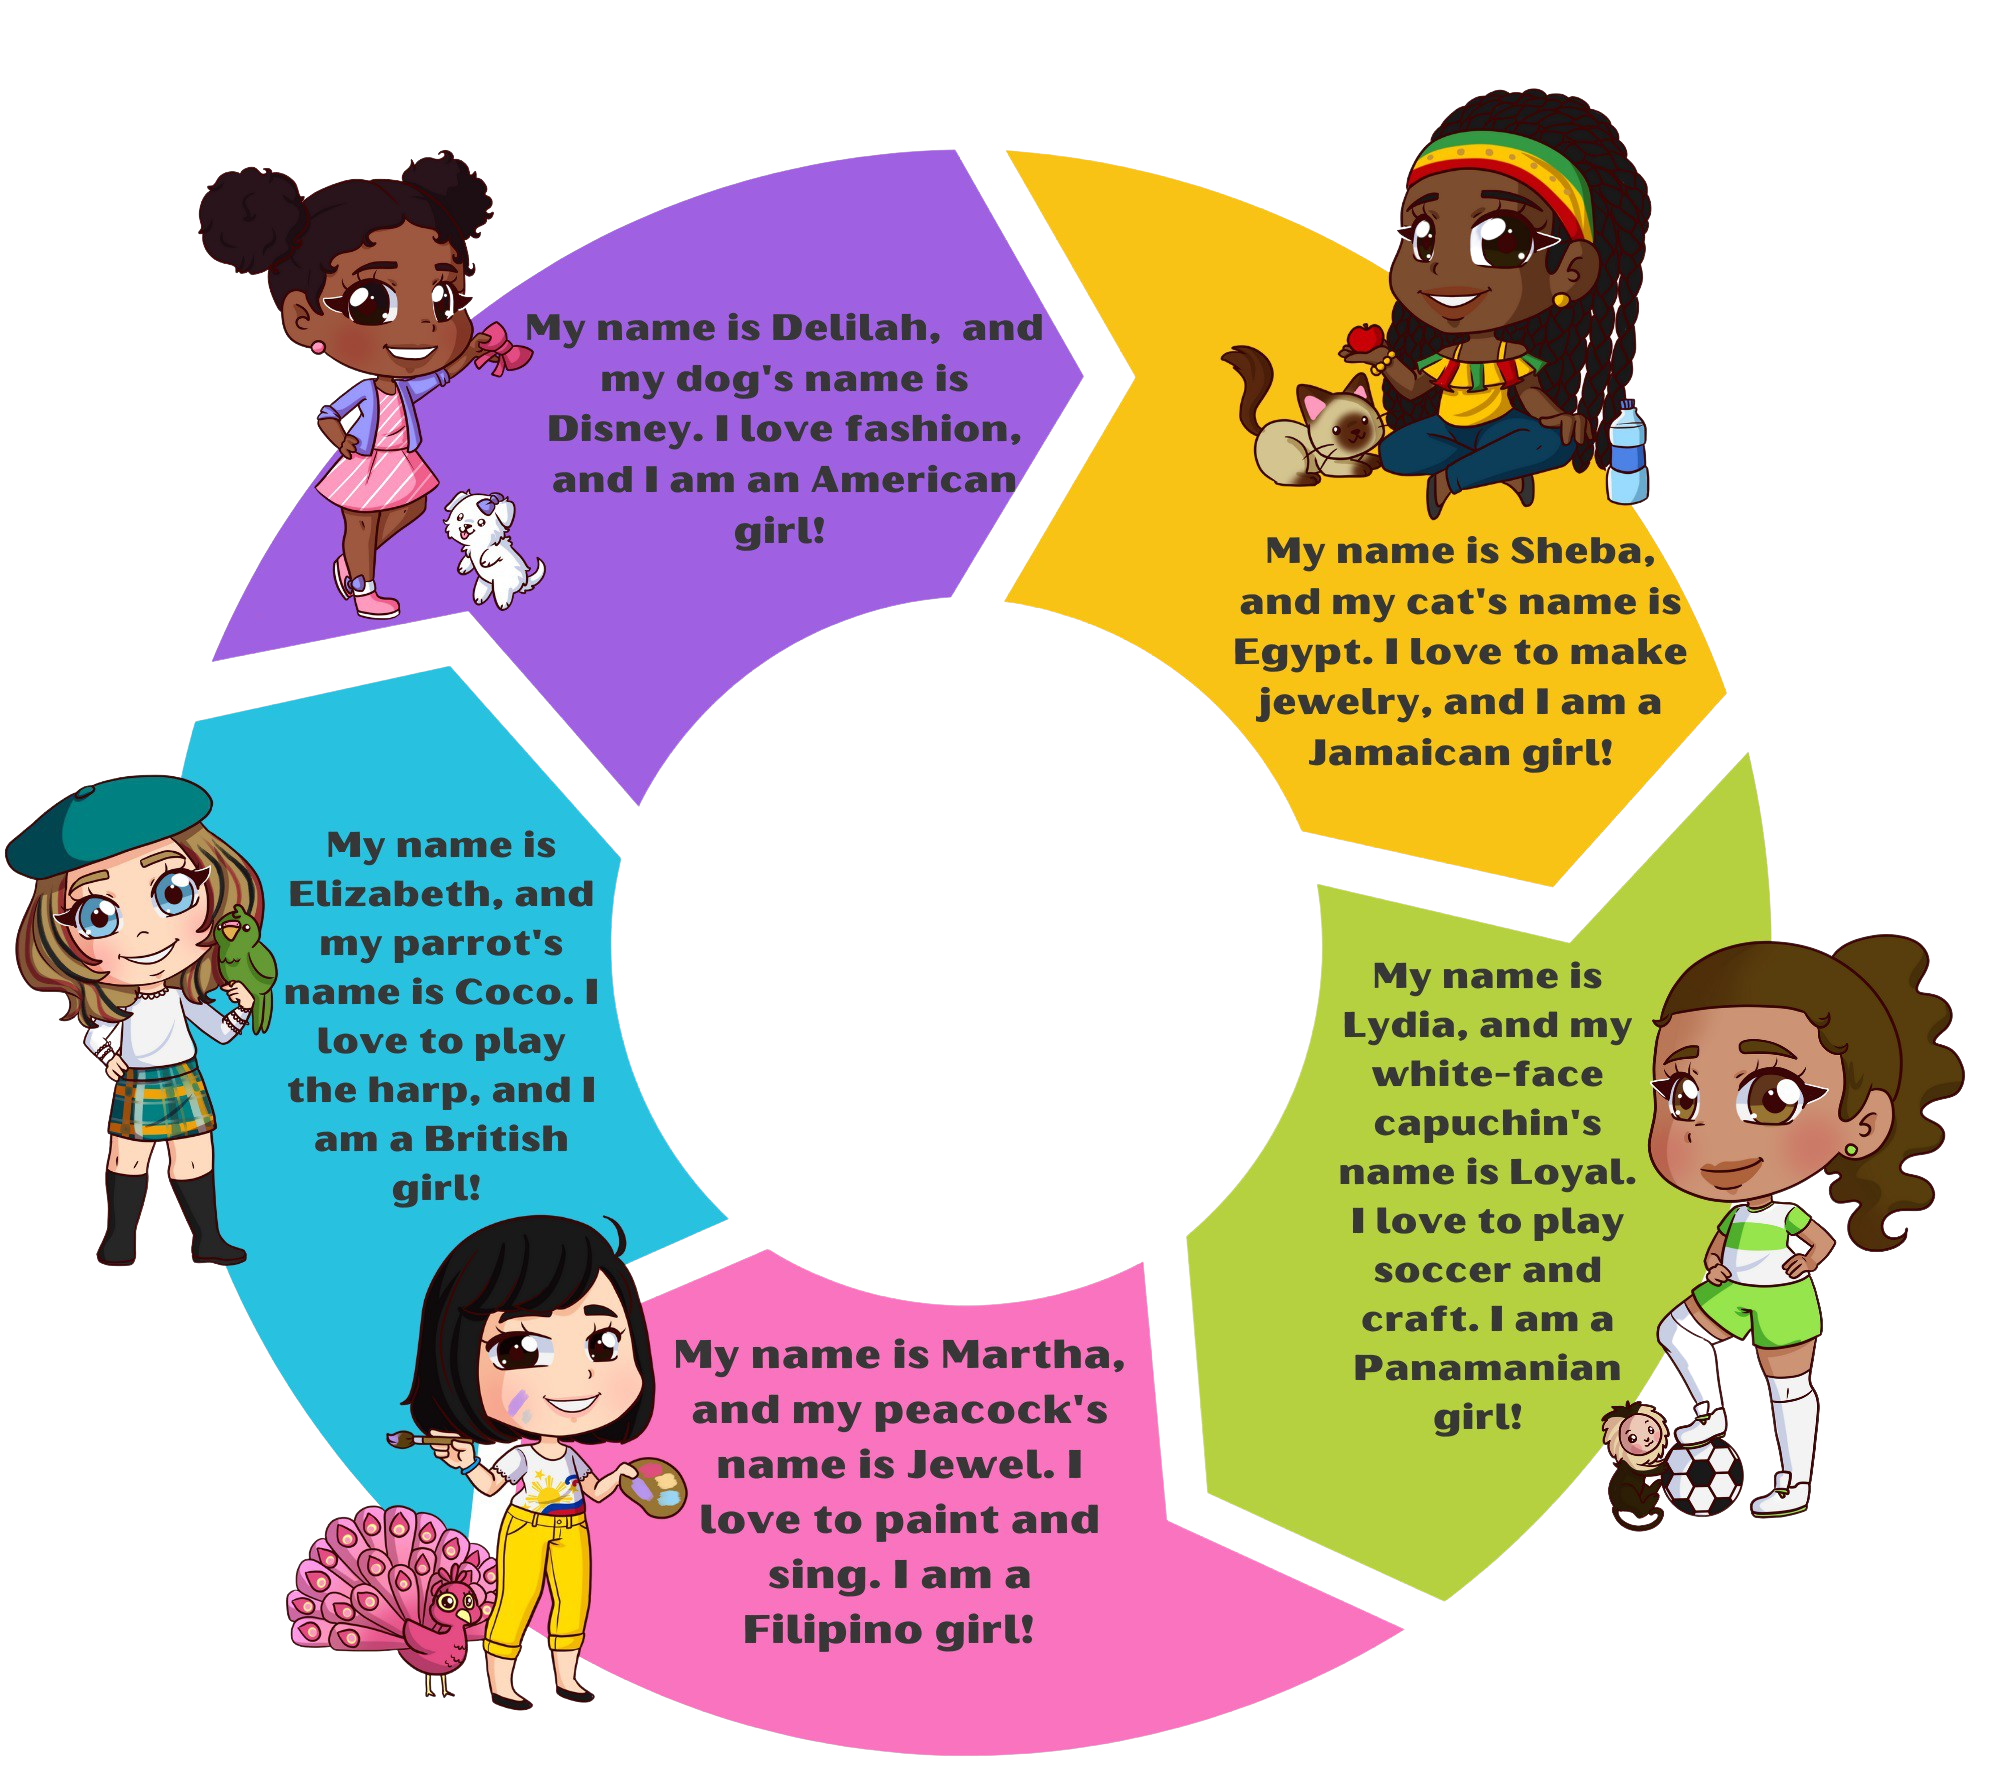 My name is Delilah,  and
my dog's name is
Disney. I love fashion,
and I am an American
girl!
My name is Sheba,
and my cat's name is
Egypt. I love to make
jewelry, and I am a
Jamaican girl!
My name is
Lydia, and my
white-face
capuchin's
name is Loyal.
I love to play
soccer and
craft. I am a
Panamanian
girl!
My name is Martha,
and my peacock's
name is Jewel. I
love to paint and
sing. I am a
Filipino girl!
My name is
Elizabeth, and
my parrot's
name is Coco. I
love to play
the harp, and I
am a British
girl!